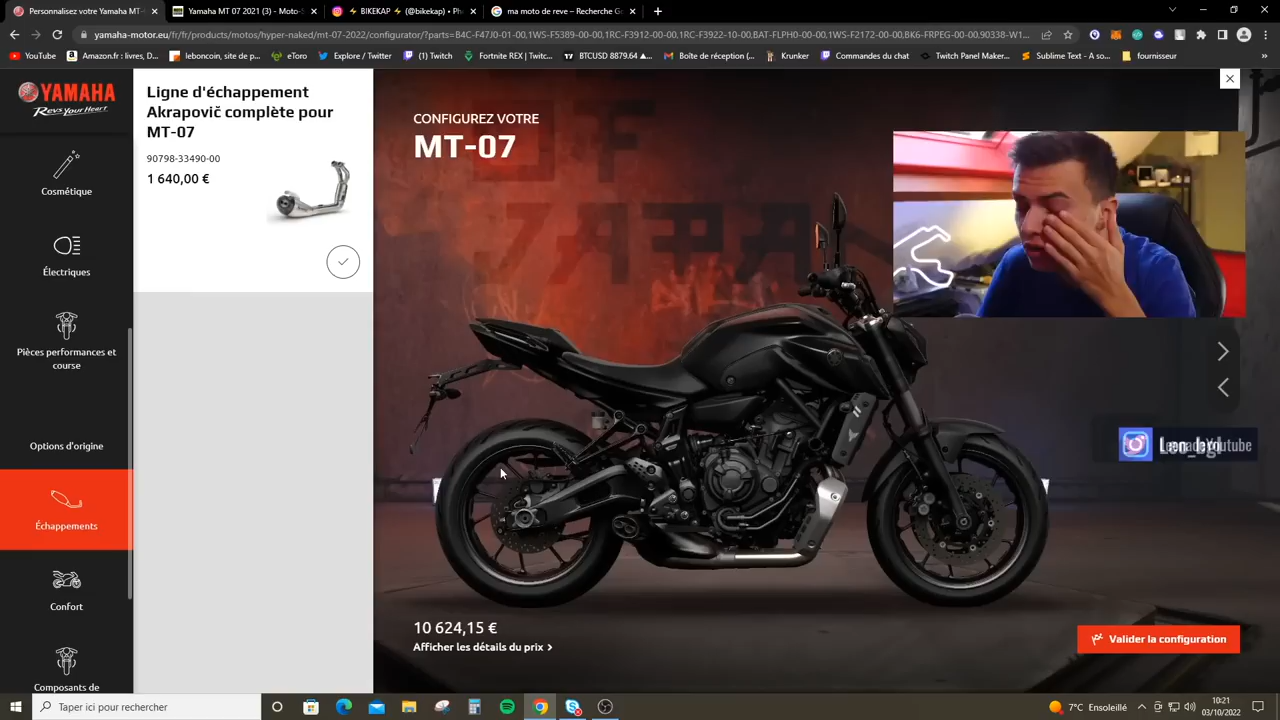 Personnalisez votre Yamaha MT-
Yamaha MT 07 2021 (3) - Moto-S
⚡ BIKEKAP ⚡ (@bikekap) • Ph
ma moto de reve – Recherche Go
yamaha-motor.eu/fr/fr/products/motos/hyper-naked/mt-07-2022/configurator/?parts=B4C-F47J0-01-00,1WS-F5389-00-00,1RC-F3912-00-00,1RC-F3922-10-00,BAT-FLPH0-00-00,1WS-F2172-00-00,BK6-FRPEG-00-00,90338-W1...
YouTube
Amazon.fr : livres, D...
leboncoin, site de p...
eToro
Explore / Twitter
(1) Twitch
Fortnite REX | Twitc...
BTCUSD 8879.64 ▲...
Boîte de réception (...
Krunker
Commandes du chat
Twitch Panel Maker...
Sublime Text - A so...
fournisseur
YAMAHA
Revs Your Heart
Cosmétique
Électriques
Pièces performances et
course
Options d'origine
Échappements
Confort
Composants de
Ligne d'échappement
Akrapovič complète pour
MT-07
90798-33490-00
1 640,00 €
CONFIGUREZ VOTRE
MT-07
10 624,15 €
Afficher les détails du prix
Valider la configuration
Taper ici pour rechercher
7°C Ensoleillé
10:21
03/10/2022